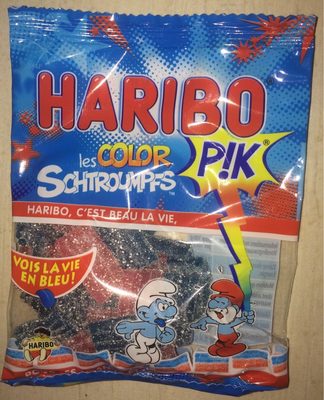 HARIBO
les COLOR
SCHTROUMPFS
P!K®
HARIBO, C'EST BEAU LA VIE,
VOIS LA VIE
EN BLEU!
HARIBO